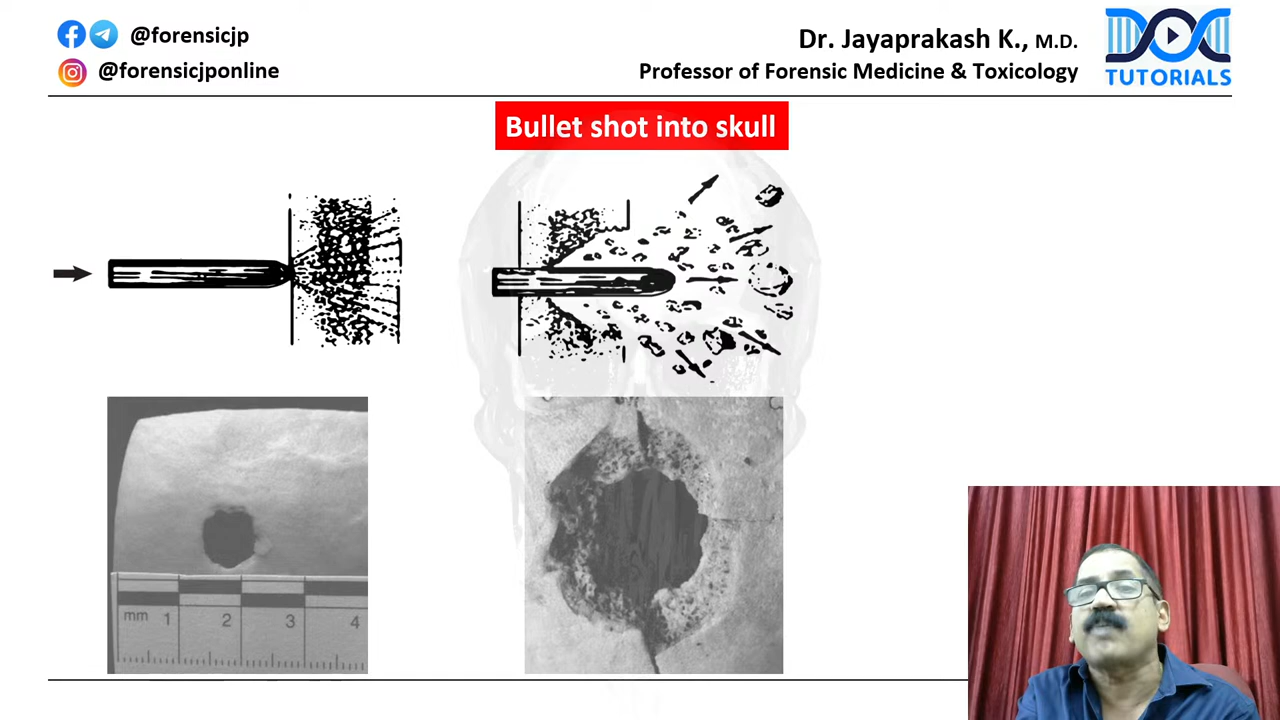 @forensicjp
@forensicjponline
Dr. Jayaprakash K., M.D.
Professor of Forensic Medicine & Toxicology
TUTORIALS
Bullet shot into skull
mm 1 2 3 4